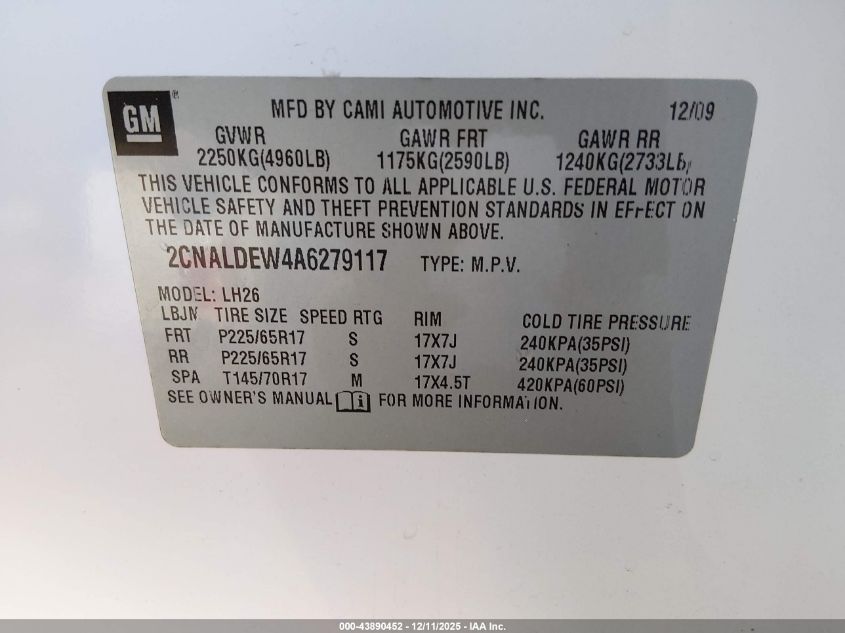 GM®
MFD BY CAMI AUTOMOTIVE INC. 12/09
GVWR GAWR FRT GAWR RR
2250KG(4960LB) 1175KG(2590LB) 1240KG(2733LB)
THIS VEHICLE CONFORMS TO ALL APPLICABLE U.S. FEDERAL MOTOR
VEHICLE SAFETY AND THEFT PREVENTION STANDARDS IN EFFECT ON
THE DATE OF MANUFACTURE SHOWN ABOVE.
2CNALDEW4A6279117 TYPE: M.P.V.
MODEL: LH26
TIRE SIZE SPEED RTG RIM COLD TIRE PRESSURE
FRT P225/65R17 S 17X7J 240KPA(35PSI)
RR P225/65R17 S 17X7J 240KPA(35PSI)
SPA T145/70R17 M 17X4.5T 420KPA(60PSI)
SEE OWNER'S MANUAL i FOR MORE INFORMATION.
000-43890452 - 12/11/2025 - IAA Inc.